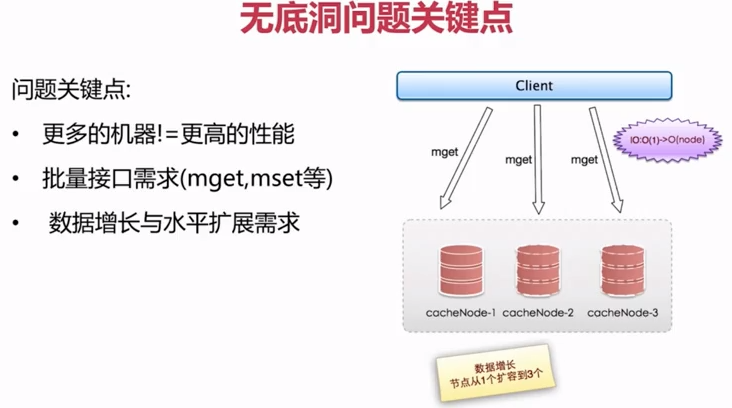 无底洞问题关键点
问题关键点:
• 更多的机器!=更高的性能
• 批量接口需求(mget,mset等)
• 数据增长与水平扩展需求
Client
mget
mget
mget
IO:O(1)->O{node}
cacheNode-1
cacheNode-2
cacheNode-3
数据增长
节点从1个扩容到3个